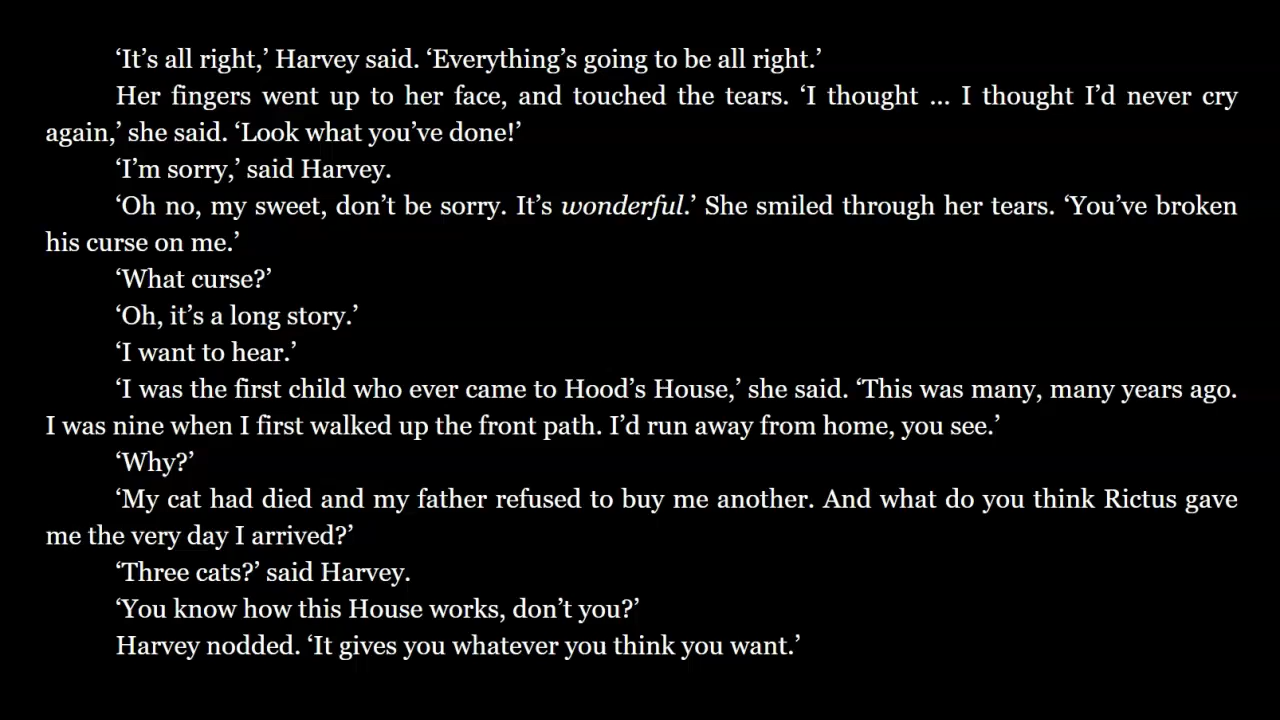 ‘It’s all right,’ Harvey said. ‘Everything’s going to be all right.’
Her fingers went up to her face, and touched the tears. ‘I thought ... I thought I’d never cry
again,’ she said. ‘Look what you’ve done!’
‘I’m sorry,’ said Harvey.
‘Oh no, my sweet, don’t be sorry. It’s wonderful.’ She smiled through her tears. ‘You’ve broken
his curse on me.’
‘What curse?’
‘Oh, it’s a long story.’
‘I want to hear.’
‘I was the first child who ever came to Hood’s House,’ she said. ‘This was many, many years ago.
I was nine when I first walked up the front path. I’d run away from home, you see.’
‘Why?’
‘My cat had died and my father refused to buy me another. And what do you think Rictus gave
me the very day I arrived?’
‘Three cats?’ said Harvey.
‘You know how this House works, don’t you?’
Harvey nodded. ‘It gives you whatever you think you want.’